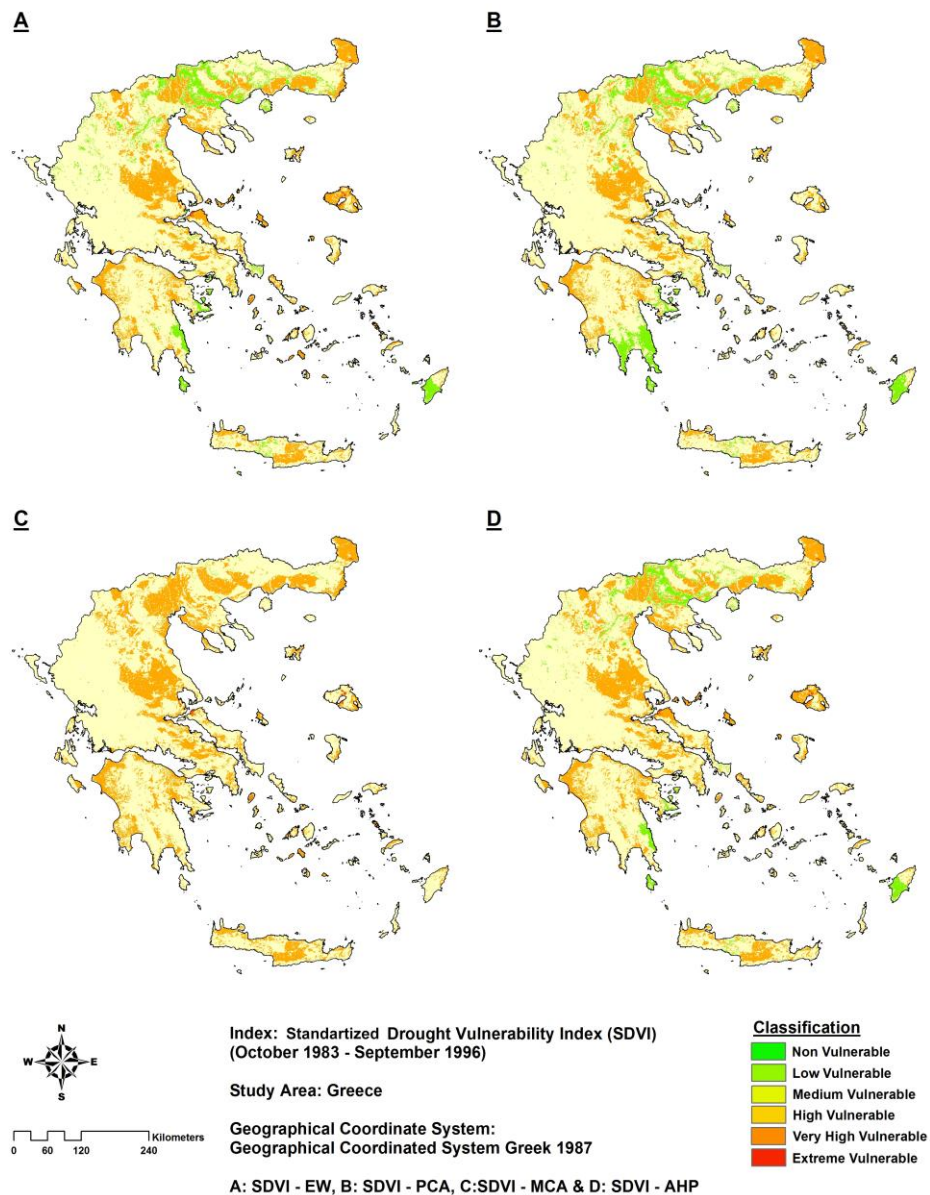 A
B
C
D
N
W E
S
0 60 120 240 Kilometers
Index: Standartized Drought Vulnerability Index (SDVI)
(October 1983 - September 1996)
Study Area: Greece
Geographical Coordinate System:
Geographical Coordinated System Greek 1987
A: SDVI - EW, B: SDVI - PCA, C:SDVI - MCA & D: SDVI - AHP
Classification
Non Vulnerable
Low Vulnerable
Medium Vulnerable
High Vulnerable
Very High Vulnerable
Extreme Vulnerable